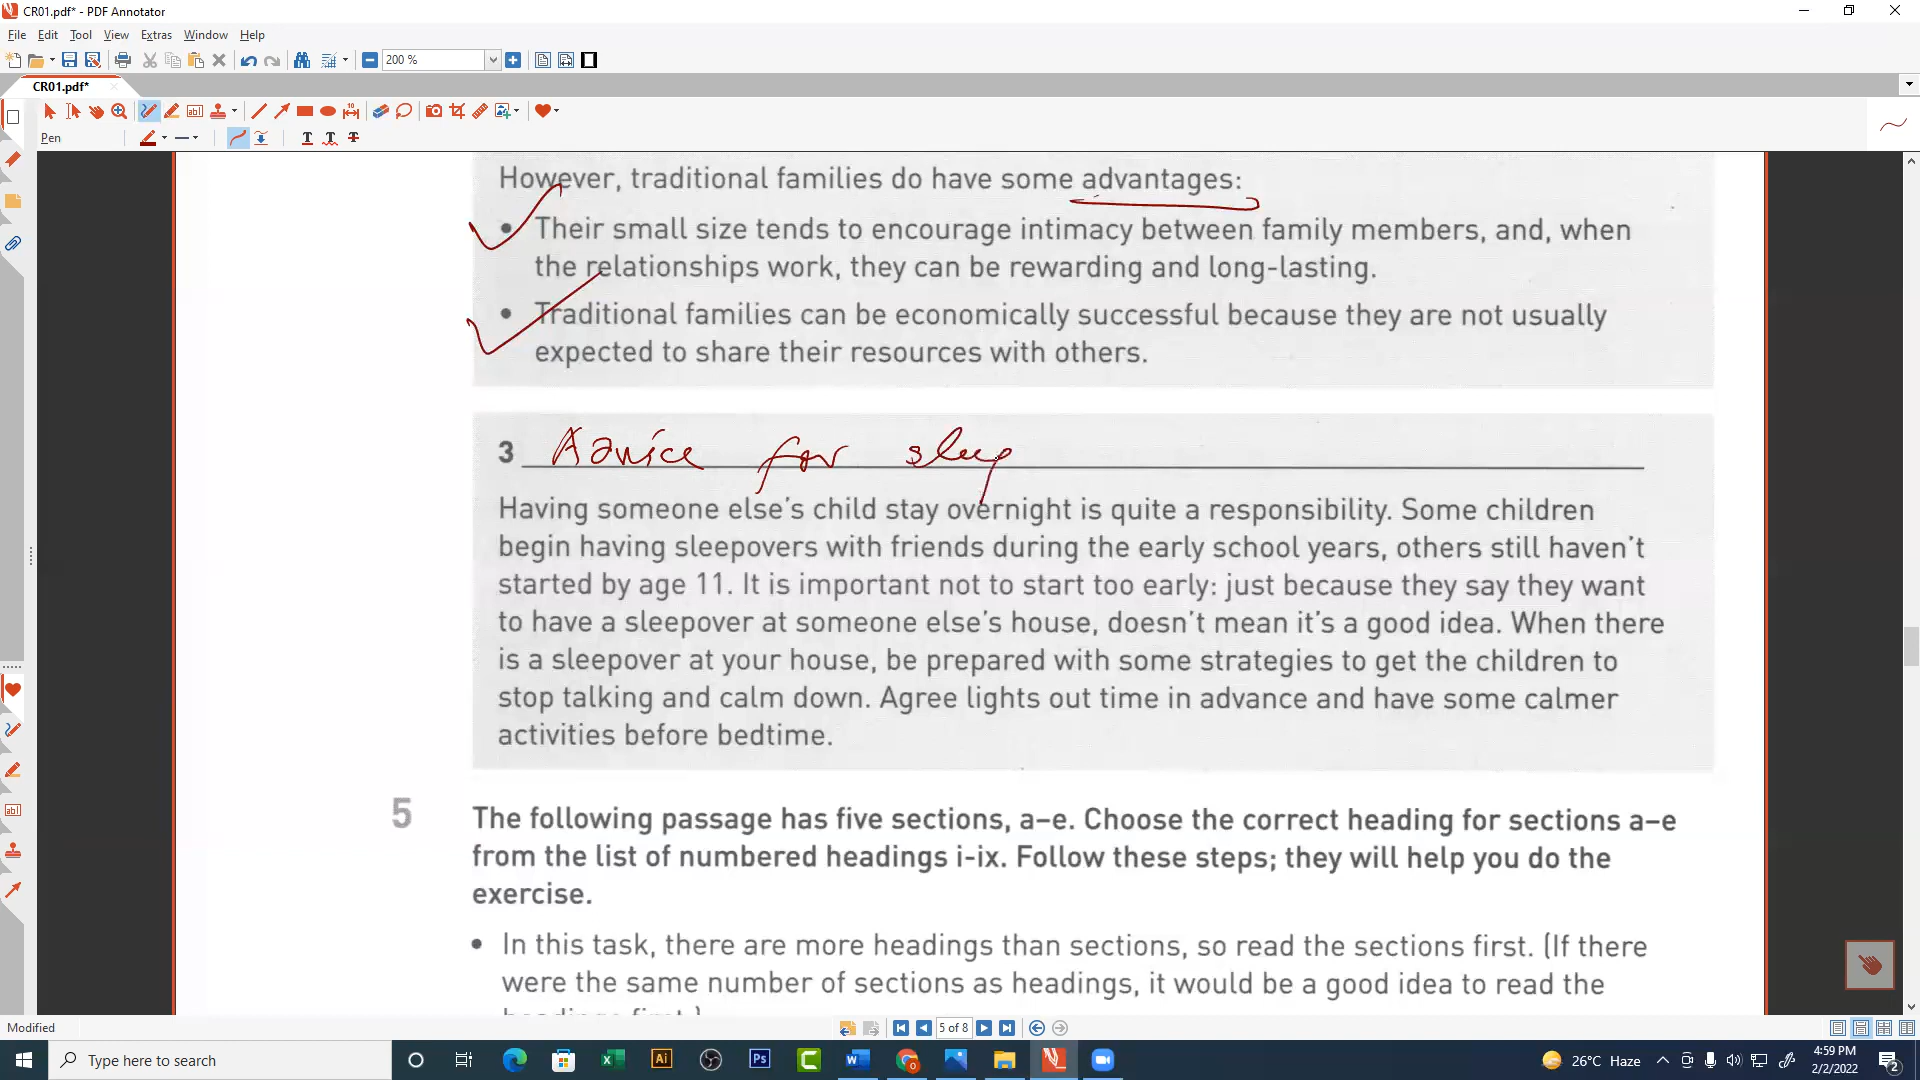 CR01.pdf* - PDF Annotator
File Edit Tool View Extras Window Help
200 %
CR01.pdf*
Pen
However, traditional families do have some advantages:
• Their small size tends to encourage intimacy between family members, and, when
the relationships work, they can be rewarding and long-lasting.
• Traditional families can be economically successful because they are not usually
expected to share their resources with others.
3 Advice for sleep
Having someone else's child stay overnight is quite a responsibility. Some children
begin having sleepovers with friends during the early school years, others still haven't
started by age 11. It is important not to start too early: just because they say they want
to have a sleepover at someone else's house, doesn't mean it's a good idea. When there
is a sleepover at your house, be prepared with some strategies to get the children to
stop talking and calm down. Agree lights out time in advance and have some calmer
activities before bedtime.
5 The following passage has five sections, a–e. Choose the correct heading for sections a–e
from the list of numbered headings i-ix. Follow these steps; they will help you do the
exercise.
• In this task, there are more headings than sections, so read the sections first. (If there
were the same number of sections as headings, it would be a good idea to read the
headings first.)
Modified
5 of 8
Type here to search
26°C Haze
4:59 PM
2/2/2022
2